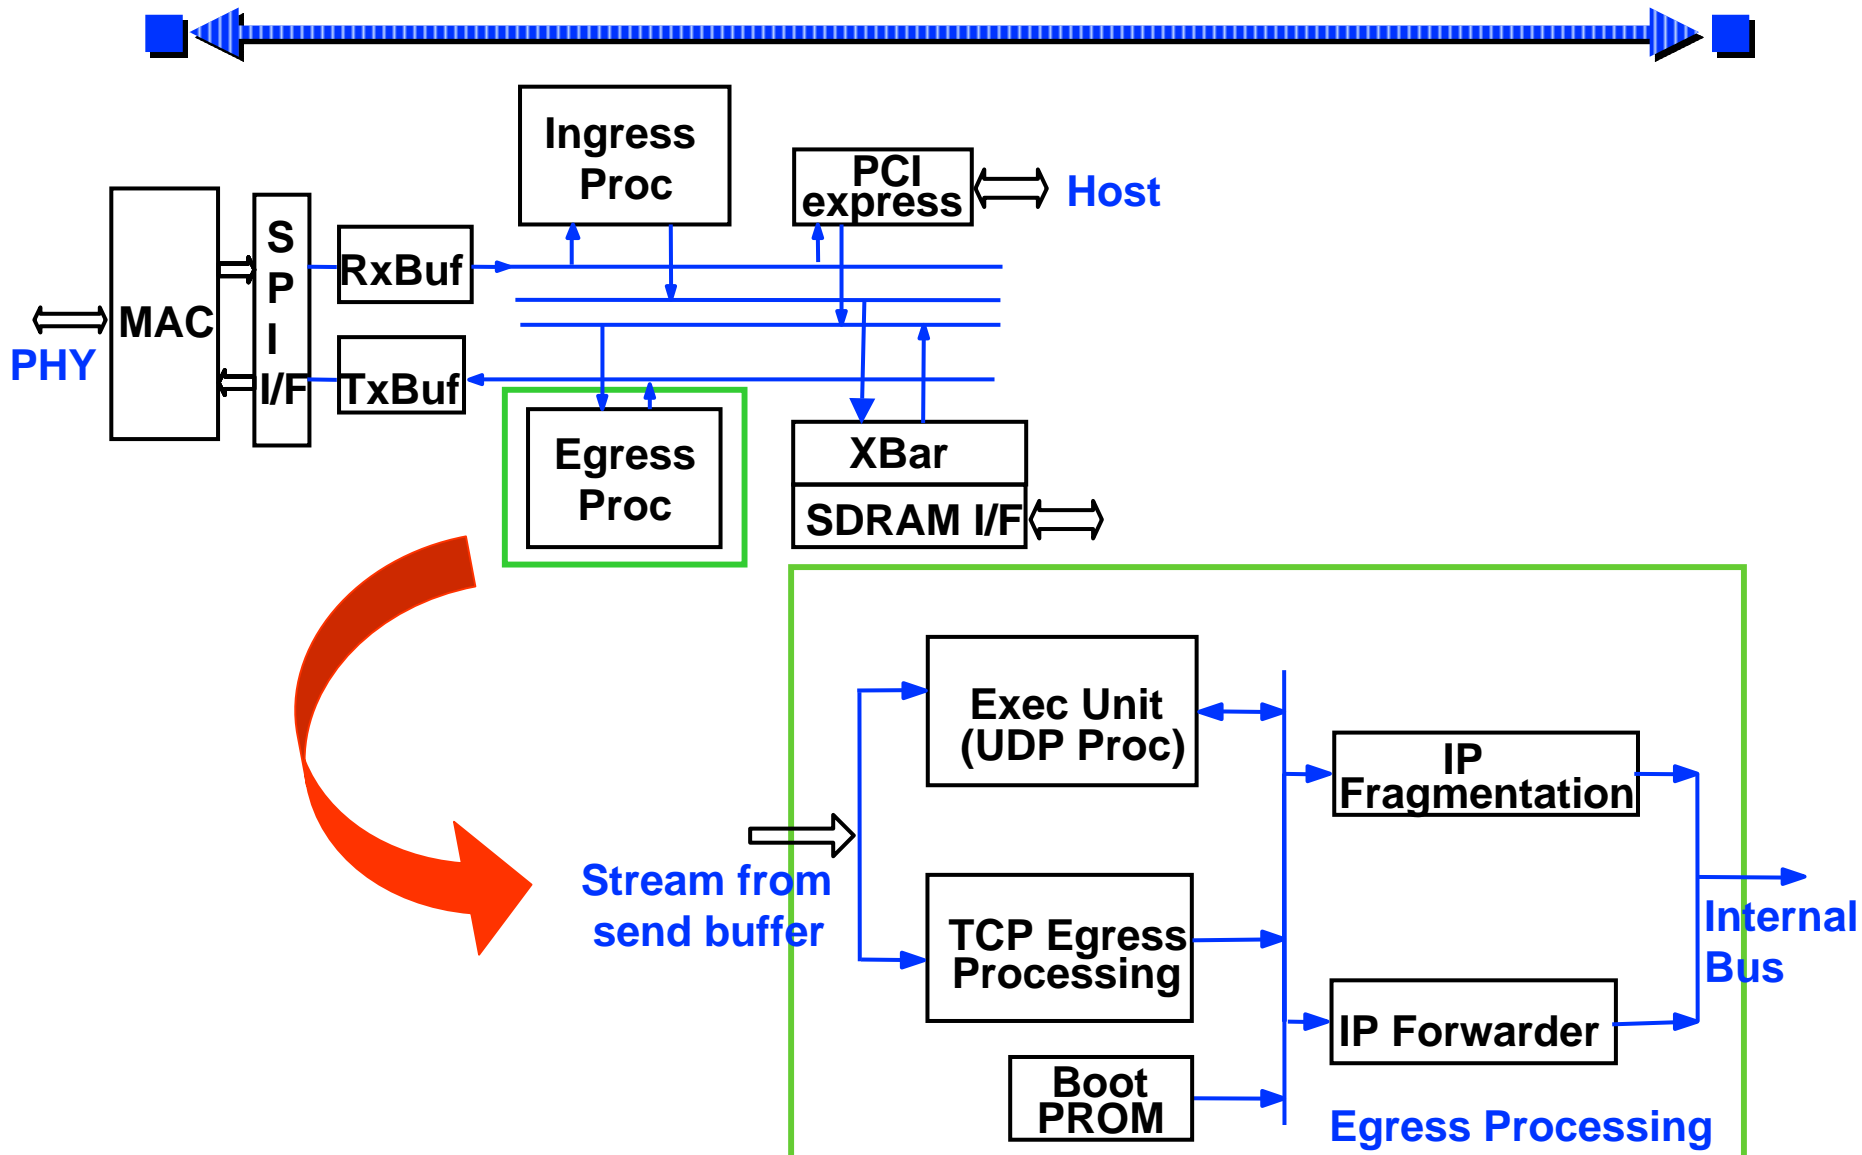 Ingress
Proc
PCI
express
Host
MAC
PHY
S
P
I
I/F
RxBuf
TxBuf
Egress
Proc
XBar
SDRAM I/F
Exec Unit
(UDP Proc)
IP
Fragmentation
Stream from
send buffer
TCP Egress
Processing
Internal
Bus
IP Forwarder
Boot
PROM
Egress Processing